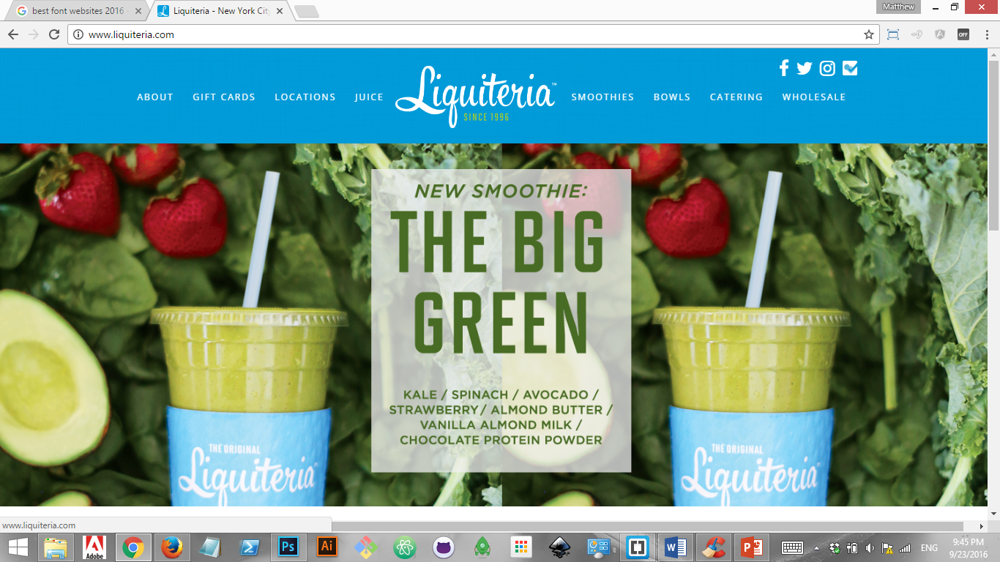 best font websites 2016 -
Liquiteria - New York City
Matthew
www.liquiteria.com
OFF
ABOUT GIFT CARDS LOCATIONS JUICE Liquiteria™ SMOOTHIES BOWLS CATERING WHOLESALE
SINCE 1996
NEW SMOOTHIE:
THE BIG
GREEN
KALE / SPINACH / AVOCADO /
STRAWBERRY / ALMOND BUTTER /
VANILLA ALMOND MILK /
CHOCOLATE PROTEIN POWDER
THE ORIGINAL
Liquiteria
THE ORIGINAL
Liquiteria
www.liquiteria.com
Adobe
Ps
Ai
ENG
9:45 PM
9/23/2016